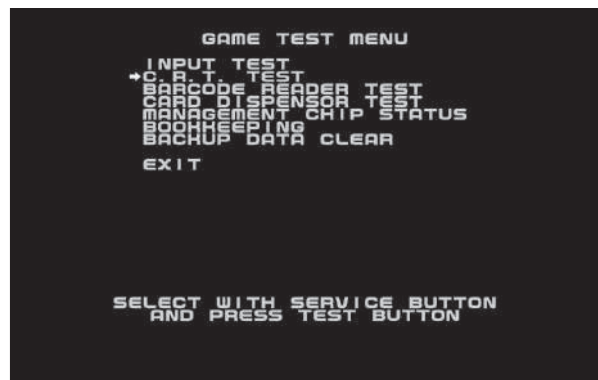 GAME TEST MENU
INPUT TEST
➡C.R.T. TEST
BARCODE READER TEST
CARD DISPENSOR TEST
MANAGEMENT CHIP STATUS
BOOKKEEPING
BACKUP DATA CLEAR
EXIT
SELECT WITH SERVICE BUTTON
AND PRESS TEST BUTTON